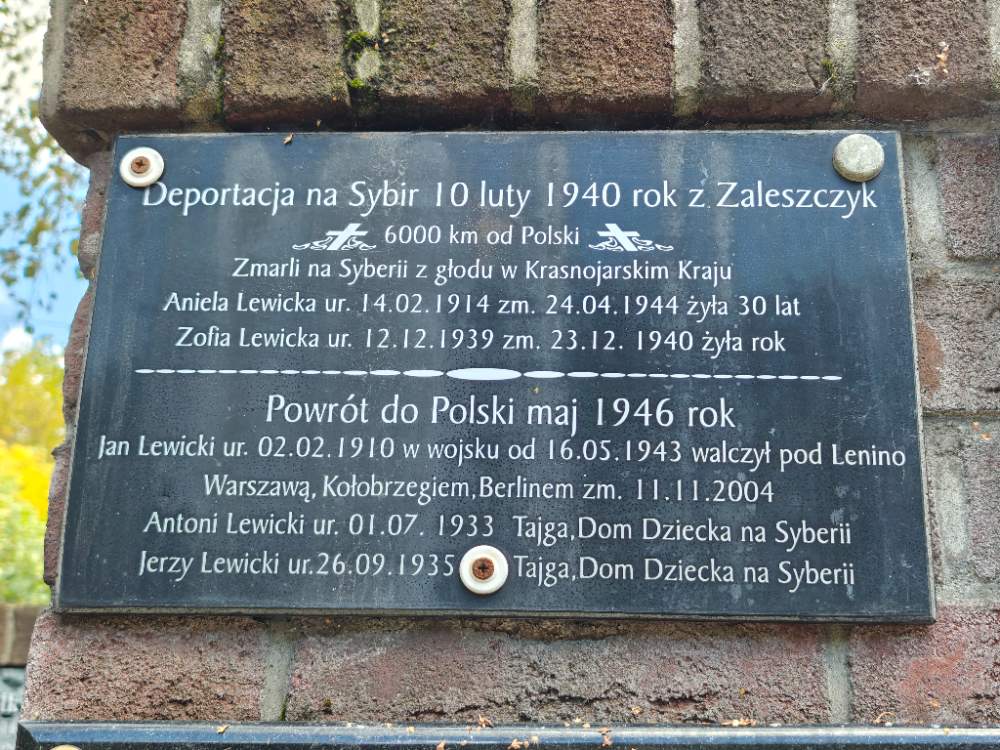 Deportacja na Sybir 10 luty 1940 rok z Zaleszczyk
6000 km od Polski
Zmarli na Syberii z głodu w Krasnojarskim Kraju
Aniela Lewicka ur. 14.02.1914 zm. 24.04.1944 żyła 30 lat
Zofia Lewicka ur. 12.12.1939 zm. 23.12. 1940 żyła rok
Powrót do Polski maj 1946 rok
Jan Lewicki ur. 02.02.1910 w wojsku od 16.05.1943 walczył pod Lenino
Warszawą, Kołobrzegiem, Berlinem zm. 11.11.2004
Antoni Lewicki ur. 01.07. 1933 Tajga, Dom Dziecka na Syberii
Jerzy Lewicki ur. 26.09.1935 Tajga, Dom Dziecka na Syberii